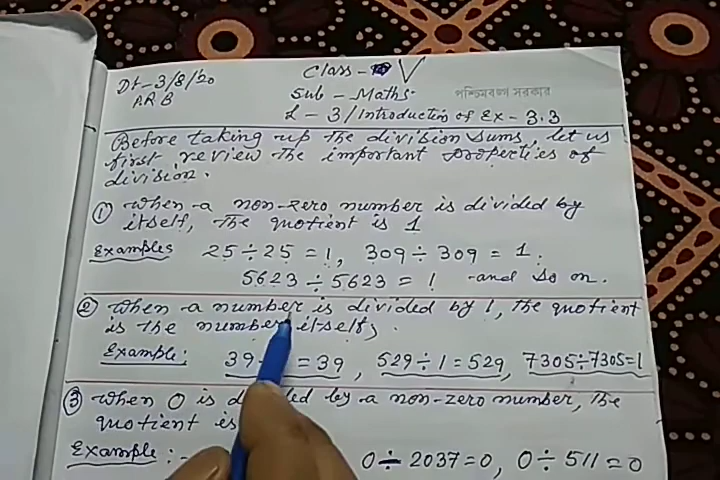 Dt-3/8/20
A.R.B
Class - V
Sub - Maths
পশ্চিমবঙ্গ সরকার
L - 3/Introduction of Ex - 3.3
Before taking up the division sums, let us
first review the important properties of
division.
① When a non-zero number is divided by
itself, the quotient is 1
Examples 25÷25 = 1, 309÷309 = 1.
5623÷5623 = 1 and so on.
② When a number is divided by 1, the quotient
is the number itself.
Example: 39 = 39, 529÷1=529, 7305÷7305=1
③ When 0 is by a non-zero number, the
quotient is
Example:- 0÷2037=0, 0÷511=0